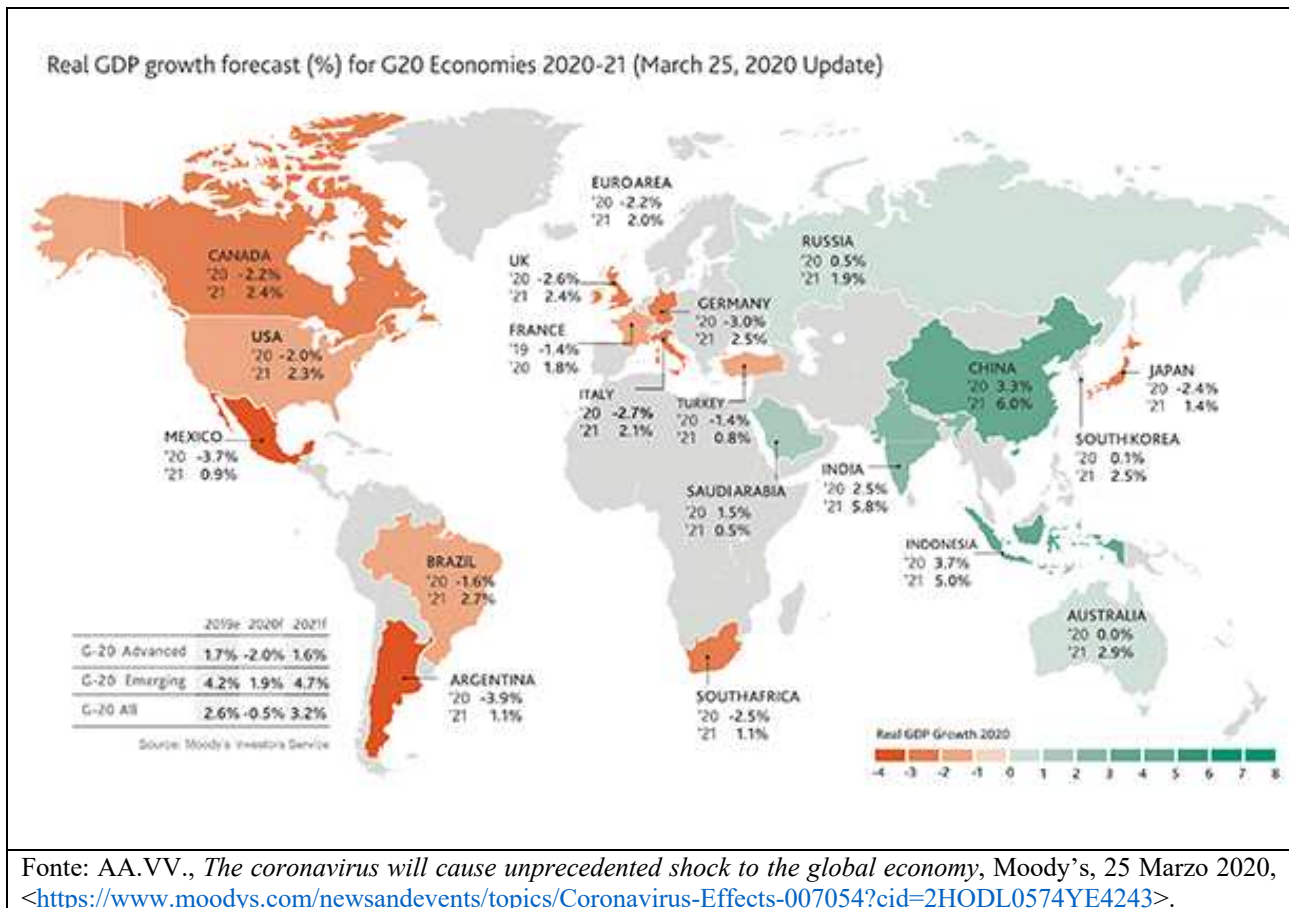 Real GDP growth forecast (%) for G20 Economies 2020-21 (March 25, 2020 Update)
EURO AREA
'20 -2.2%
'21 2.0%
CANADA
'20 -2.2%
'21 2.4%
UK
'20 -2.6%
'21 2.4%
RUSSIA
'20 0.5%
'21 1.9%
USA
'20 -2.0%
'21 2.3%
FRANCE
'19 -1.4%
'20 1.8%
GERMANY
'20 -3.0%
'21 2.5%
CHINA
'20 3.3%
'21 6.0%
JAPAN
'20 -2.4%
'21 1.4%
ITALY
'20 -2.7%
'21 2.1%
TURKEY
'20 -1.4%
'21 0.8%
MEXICO
'20 -3.7%
'21 0.9%
SOUTH KOREA
'20 0.1%
'21 2.5%
INDIA
'20 2.5%
'21 5.8%
SAUDI ARABIA
'20 1.5%
'21 0.5%
INDONESIA
'20 3.7%
'21 5.0%
BRAZIL
'20 -1.6%
'21 2.7%
AUSTRALIA
'20 0.0%
'21 2.9%
ARGENTINA
'20 -3.9%
'21 1.1%
SOUTH AFRICA
'20 -2.5%
'21 1.1%
2019e 2020f 2021f
G-20 Advanced 1.7% -2.0% 1.6%
G-20 Emerging 4.2% 1.9% 4.7%
G-20 All 2.6% -0.5% 3.2%
Source: Moody's Investors Service
Real GDP Growth 2020
-4 -3 -2 -1 0 1 2 3 4 5 6 7 8
Fonte: AA.VV., The coronavirus will cause unprecedented shock to the global economy, Moody's, 25 Marzo 2020,
<https://www.moodys.com/newsandevents/topics/Coronavirus-Effects-007054?cid=2HODL0574YE4243>.